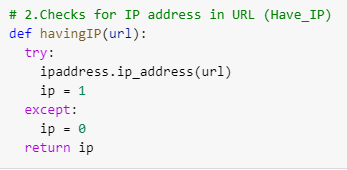 # 2.Checks for IP address in URL (Have_IP)
def havingIP(url):
  try:
    ipaddress.ip_address(url)
    ip = 1
  except:
    ip = 0
  return ip